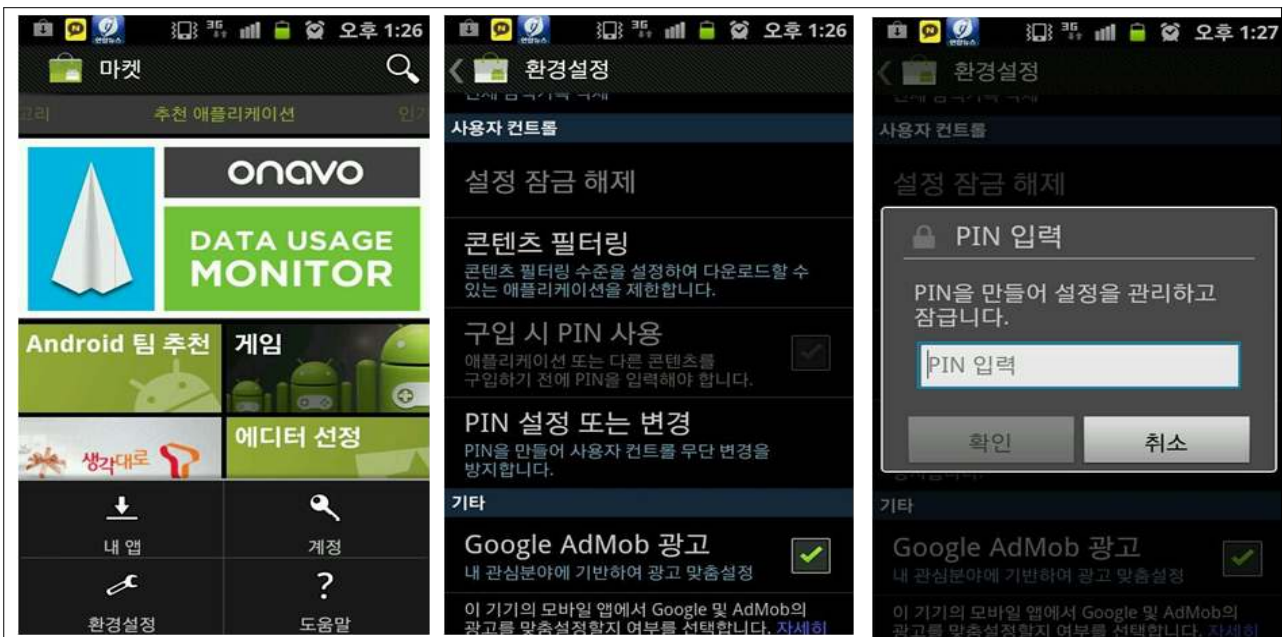 연합뉴스
3G
오후 1:26
마켓
추천 애플리케이션
인기
onavo
DATA USAGE
MONITOR
Android 팀 추천
게임
생각대로 T
에디터 선정
내 앱
계정
환경설정
?
도움말
연합뉴스
3G
오후 1:26
환경설정
사용자 컨트롤
설정 잠금 해제
콘텐츠 필터링
콘텐츠 필터링 수준을 설정하여 다운로드할 수
있는 애플리케이션을 제한합니다.
구입 시 PIN 사용
애플리케이션 또는 다른 콘텐츠를
구입하기 전에 PIN을 입력해야 합니다.
PIN 설정 또는 변경
PIN을 만들어 사용자 컨트롤 무단 변경을
방지합니다.
기타
Google AdMob 광고
내 관심분야에 기반하여 광고 맞춤설정
이 기기의 모바일 앱에서 Google 및 AdMob의
광고를 맞춤설정할지 여부를 선택합니다. 자세히
연합뉴스
3G
오후 1:27
환경설정
사용자 컨트롤
설정 잠금 해제
PIN 입력
PIN을 만들어 설정을 관리하고
잠급니다.
PIN 입력
확인
취소
기타
Google AdMob 광고
내 관심분야에 기반하여 광고 맞춤설정
이 기기의 모바일 앱에서 Google 및 AdMob의
광고를 맞춤설정할지 여부를 선택합니다. 자세히